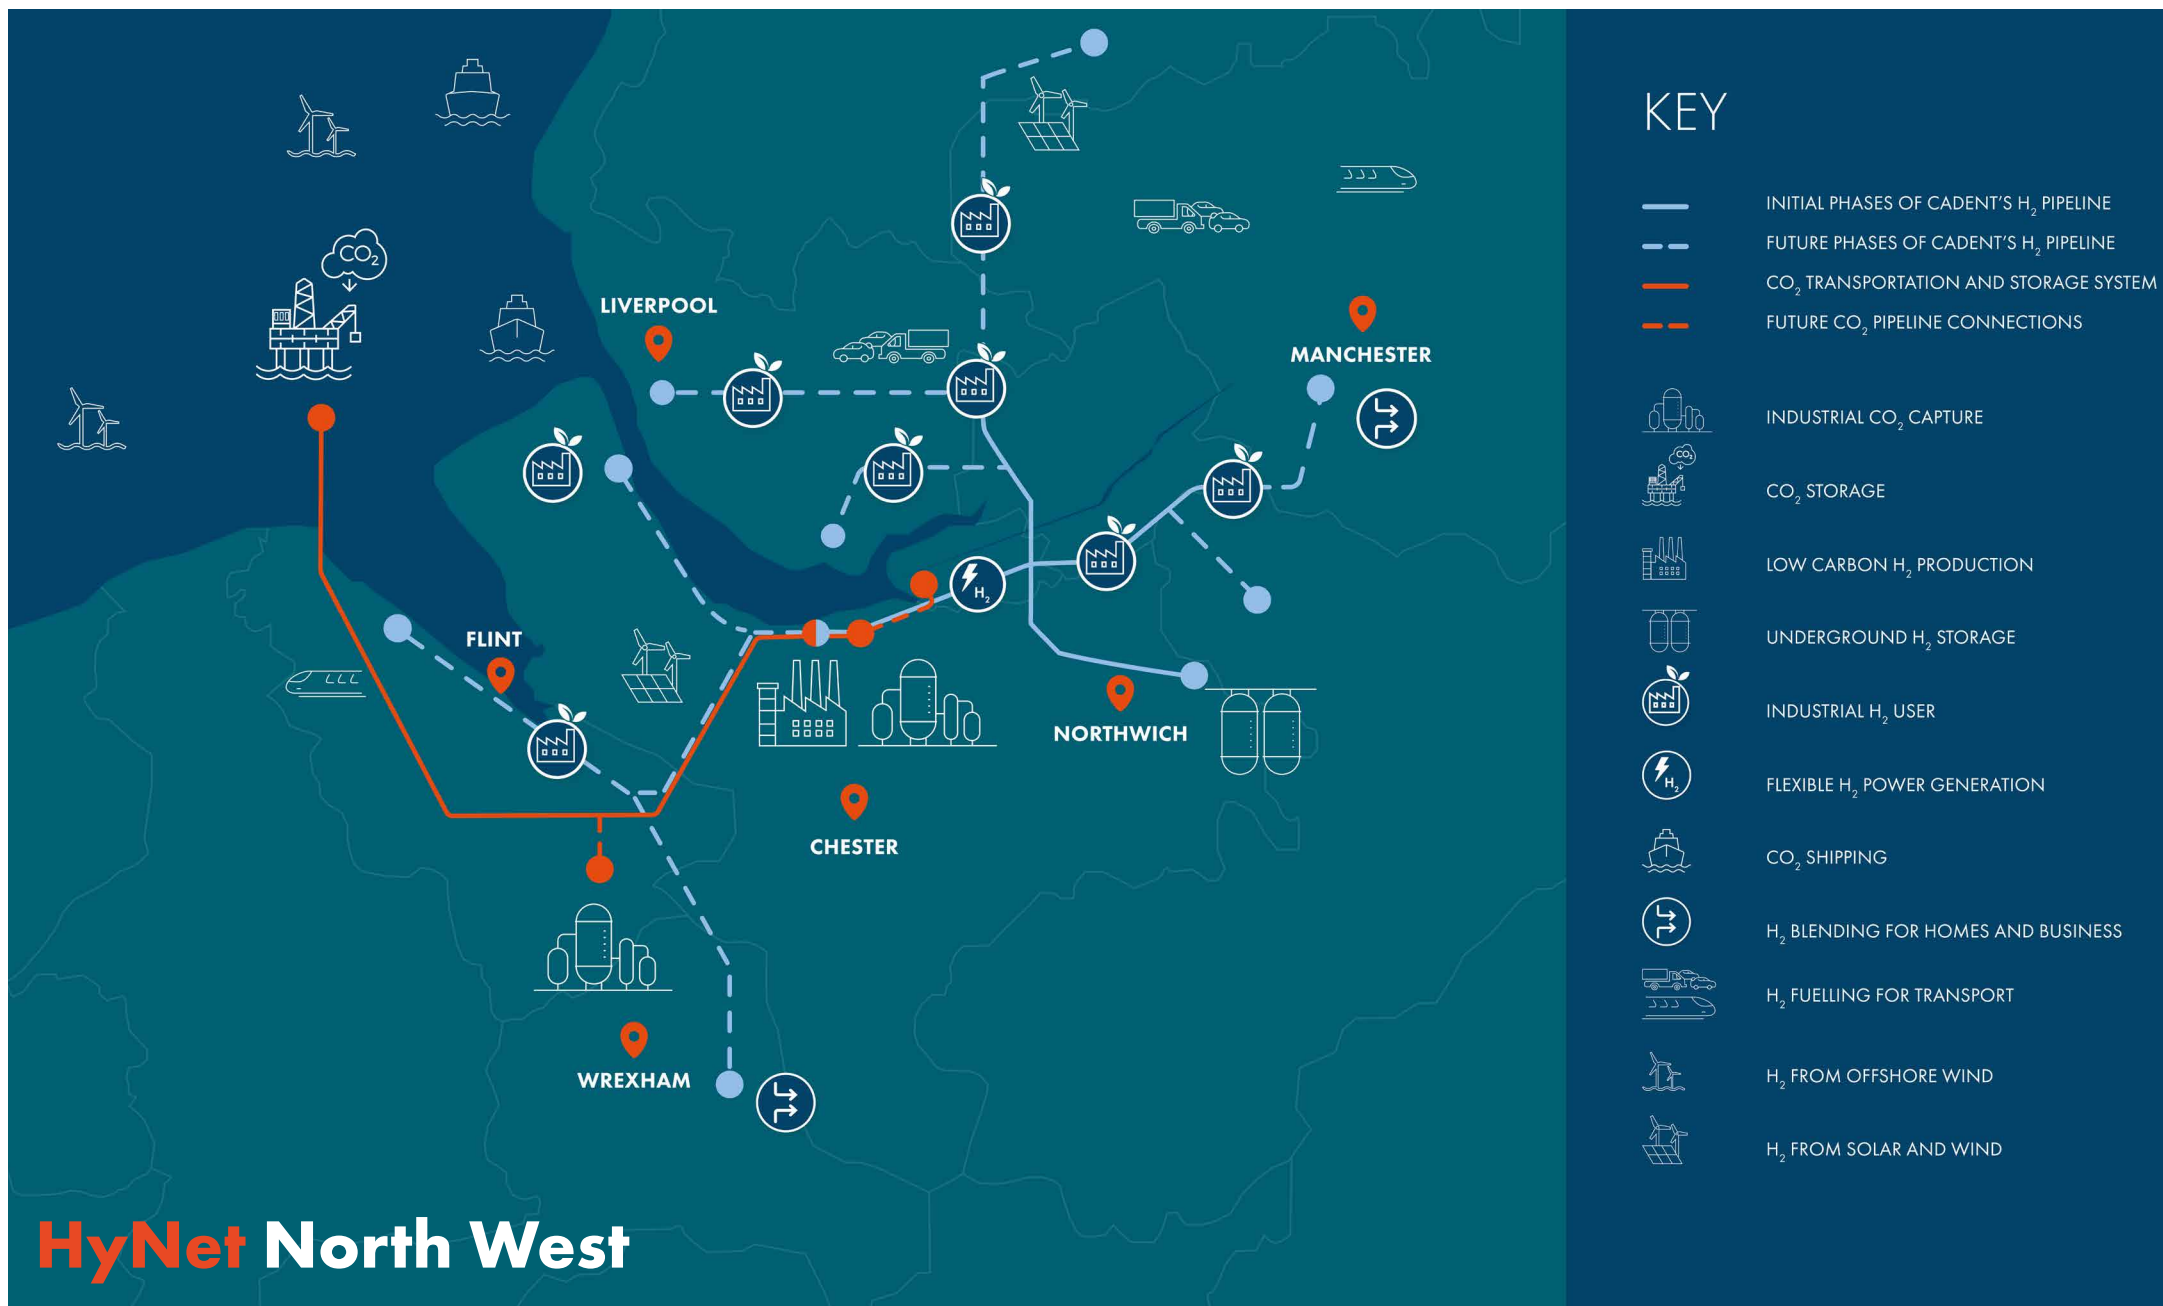 CO2
LIVERPOOL
MANCHESTER
FLINT
H2
NORTHWICH
CHESTER
WREXHAM
HyNet North West
KEY
INITIAL PHASES OF CADENT'S H2 PIPELINE
FUTURE PHASES OF CADENT'S H2 PIPELINE
CO2 TRANSPORTATION AND STORAGE SYSTEM
FUTURE CO2 PIPELINE CONNECTIONS
INDUSTRIAL CO2 CAPTURE
CO2
CO2 STORAGE
LOW CARBON H2 PRODUCTION
UNDERGROUND H2 STORAGE
INDUSTRIAL H2 USER
H2
FLEXIBLE H2 POWER GENERATION
CO2 SHIPPING
H2 BLENDING FOR HOMES AND BUSINESS
H2 FUELLING FOR TRANSPORT
H2 FROM OFFSHORE WIND
H2 FROM SOLAR AND WIND